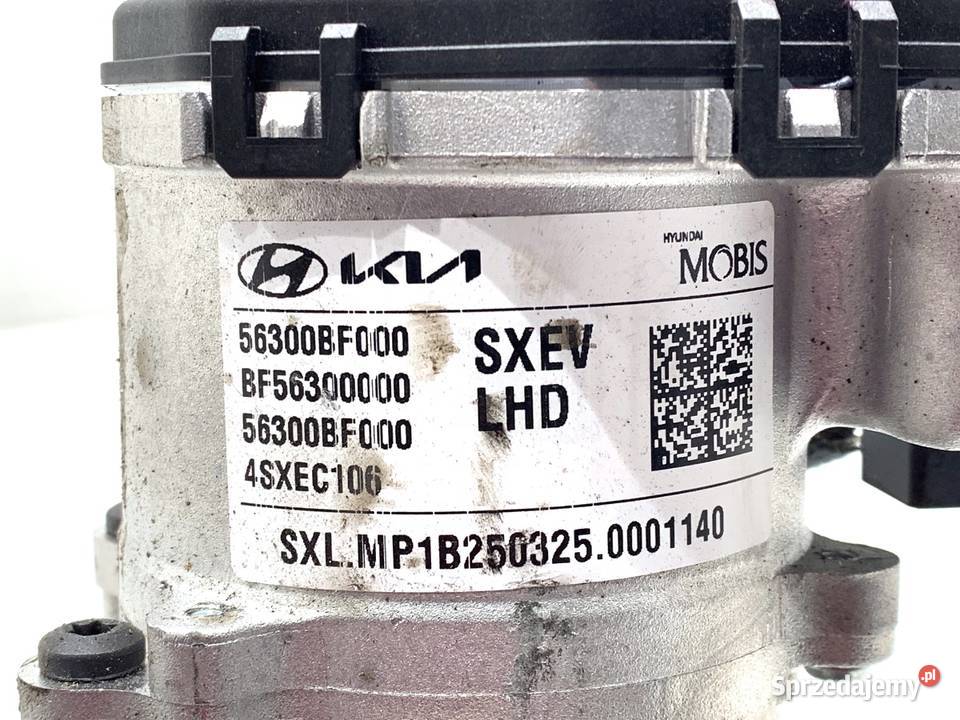 KIA
HYUNDAI
MOBIS
56300BF000
BF56300000
56300BF000
4SXEC106
SXEV
LHD
SXL.MP1B250325.0001140
Sprzedajemy.pl